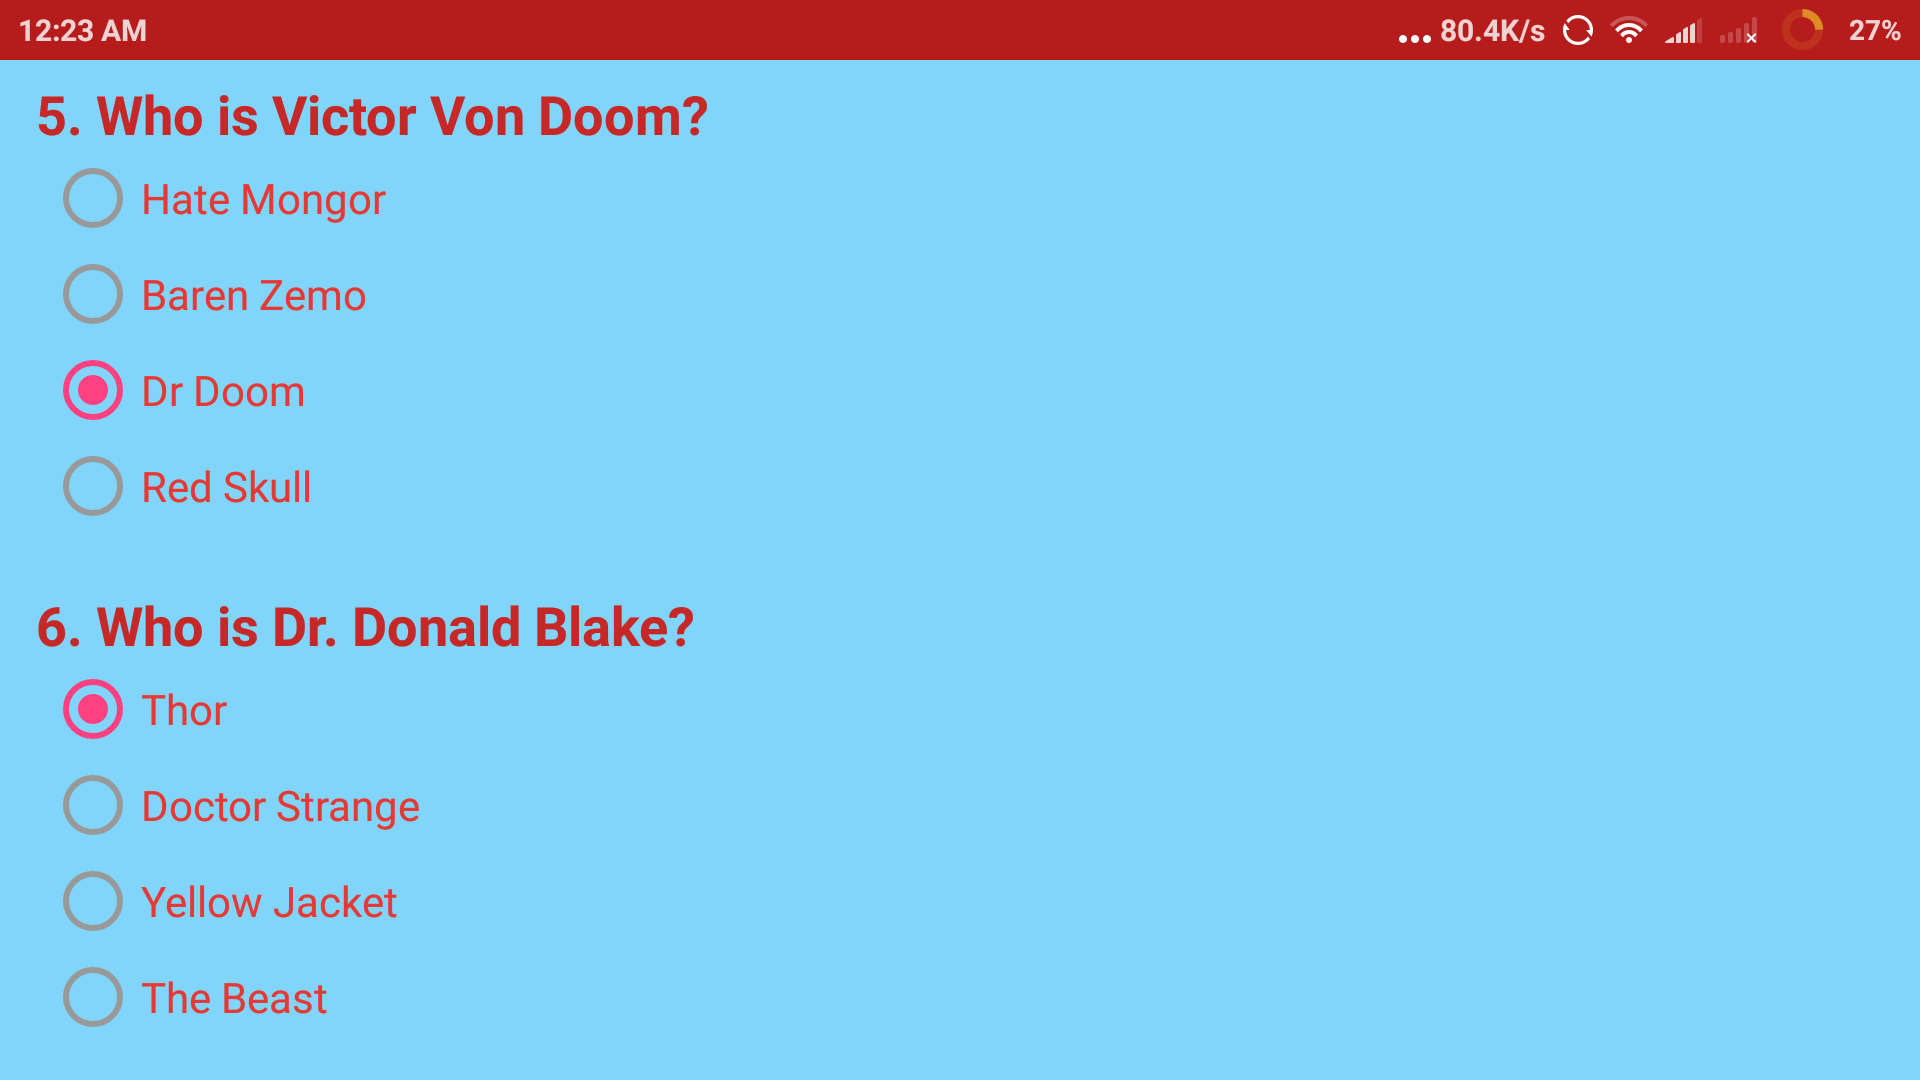 12:23 AM ... 80.4K/s 27%
5. Who is Victor Von Doom?
Hate Mongor
Baren Zemo
Dr Doom
Red Skull
6. Who is Dr. Donald Blake?
Thor
Doctor Strange
Yellow Jacket
The Beast